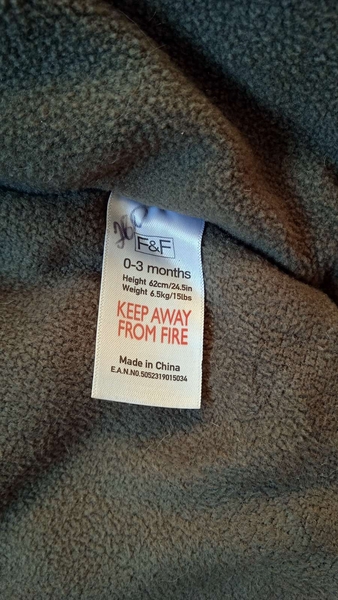 F&F
0-3 months
Height 62cm/24.5in
Weight 6.5kg/15lbs
KEEP AWAY
FROM FIRE
Made in China
E.A.N.N0.5052319015034